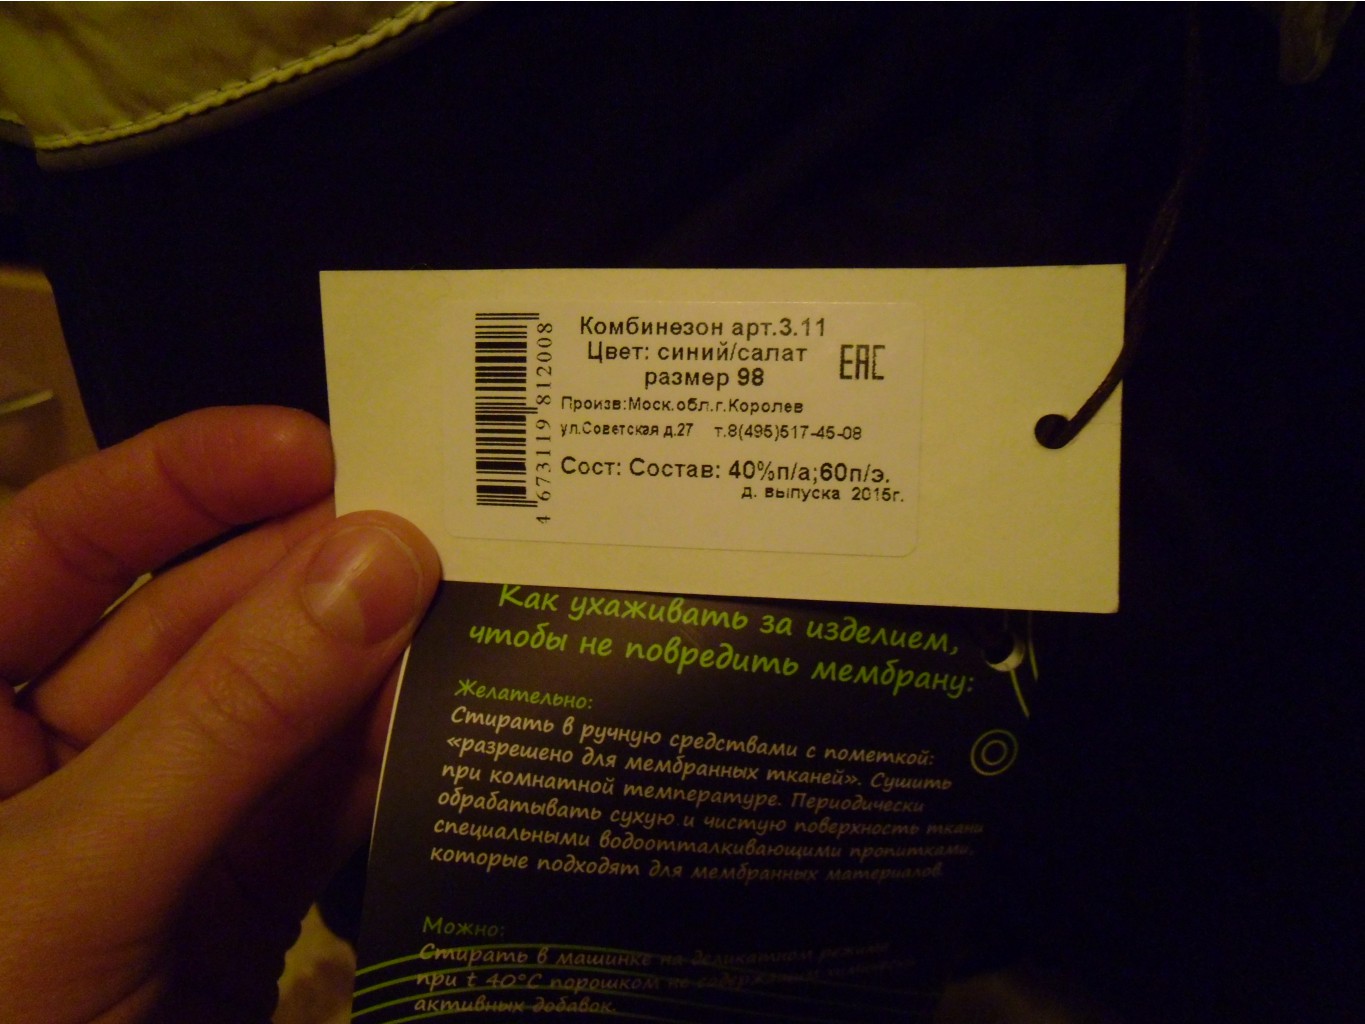 Комбинезон арт.3.11
Цвет: синий/салат
EAC
размер 98
Произв:Моск.обл.г.Королев
ул.Советская д.27 т.8(495)517-45-08
Сост: Состав: 40%п/а;60п/э.
д. выпуска 2015г.
4 673119 812008
Как ухаживать за изделием,
чтобы не повредить мембрану:
Желательно:
Стирать в ручную средствами с пометкой:
«разрешено для мембранных тканей». Сушить
при комнатной температуре. Периодически
обрабатывать сухую и чистую поверхность ткани
специальными водоотталкивающими пропитками,
которые подходят для мембранных материалов
Можно:
Стирать в машинке на деликатном режиме
при t 40°C порошком не содержащим химически
активных добавок.